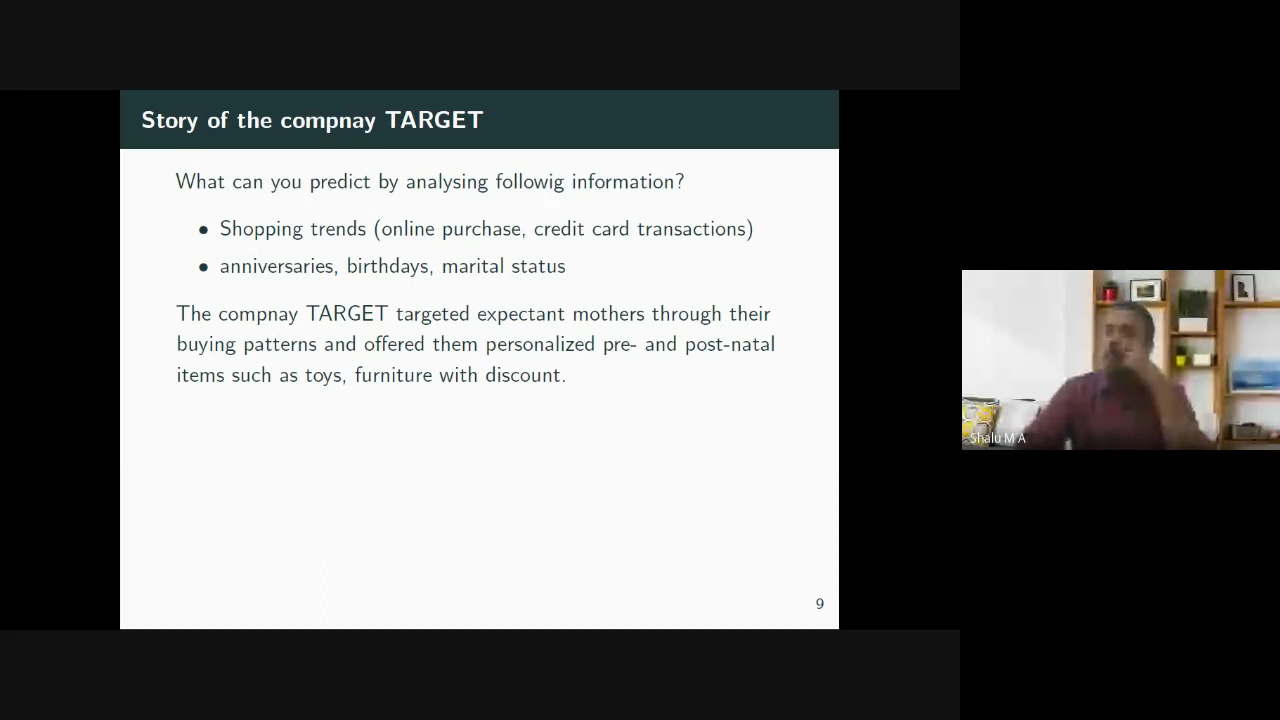 Story of the compnay TARGET
What can you predict by analysing followig information?
• Shopping trends (online purchase, credit card transactions)
• anniversaries, birthdays, marital status
The compnay TARGET targeted expectant mothers through their
buying patterns and offered them personalized pre- and post-natal
items such as toys, furniture with discount.
9
Shalu M A